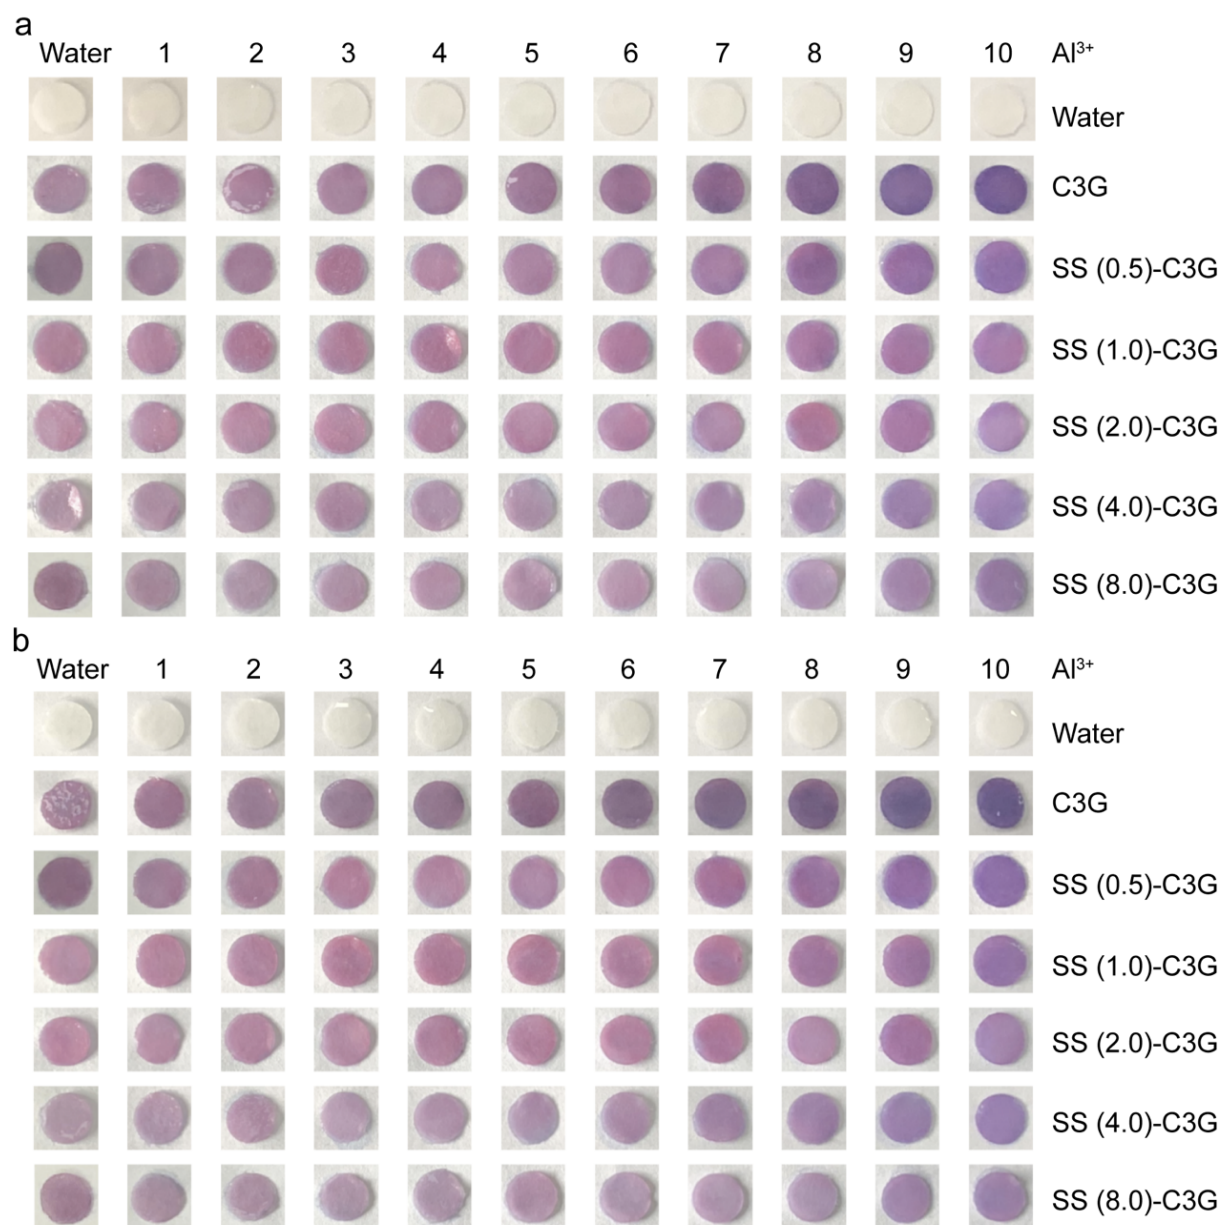 a
Water 1 2 3 4 5 6 7 8 9 10 Al³⁺
Water
C3G
SS (0.5)-C3G
SS (1.0)-C3G
SS (2.0)-C3G
SS (4.0)-C3G
SS (8.0)-C3G
b
Water 1 2 3 4 5 6 7 8 9 10 Al³⁺
Water
C3G
SS (0.5)-C3G
SS (1.0)-C3G
SS (2.0)-C3G
SS (4.0)-C3G
SS (8.0)-C3G